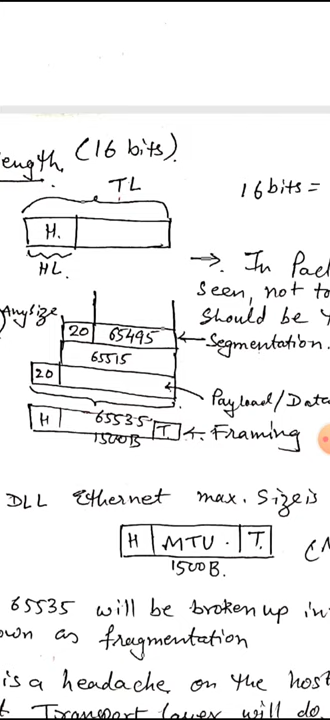 ength (16 bits).
TL
16 bits =
H.
HL.
→. In Pac
seen, not to
Any size
should be
20 65495
← Segmentation.
65515
20
← Payload/Data
H 65535 T ← Framing
1500B
DLL Ethernet max. Size is
H MTU. T.
1500B.
65535 will be broken up in
own as fragmentation
is a headache on the host
Transport layer will do